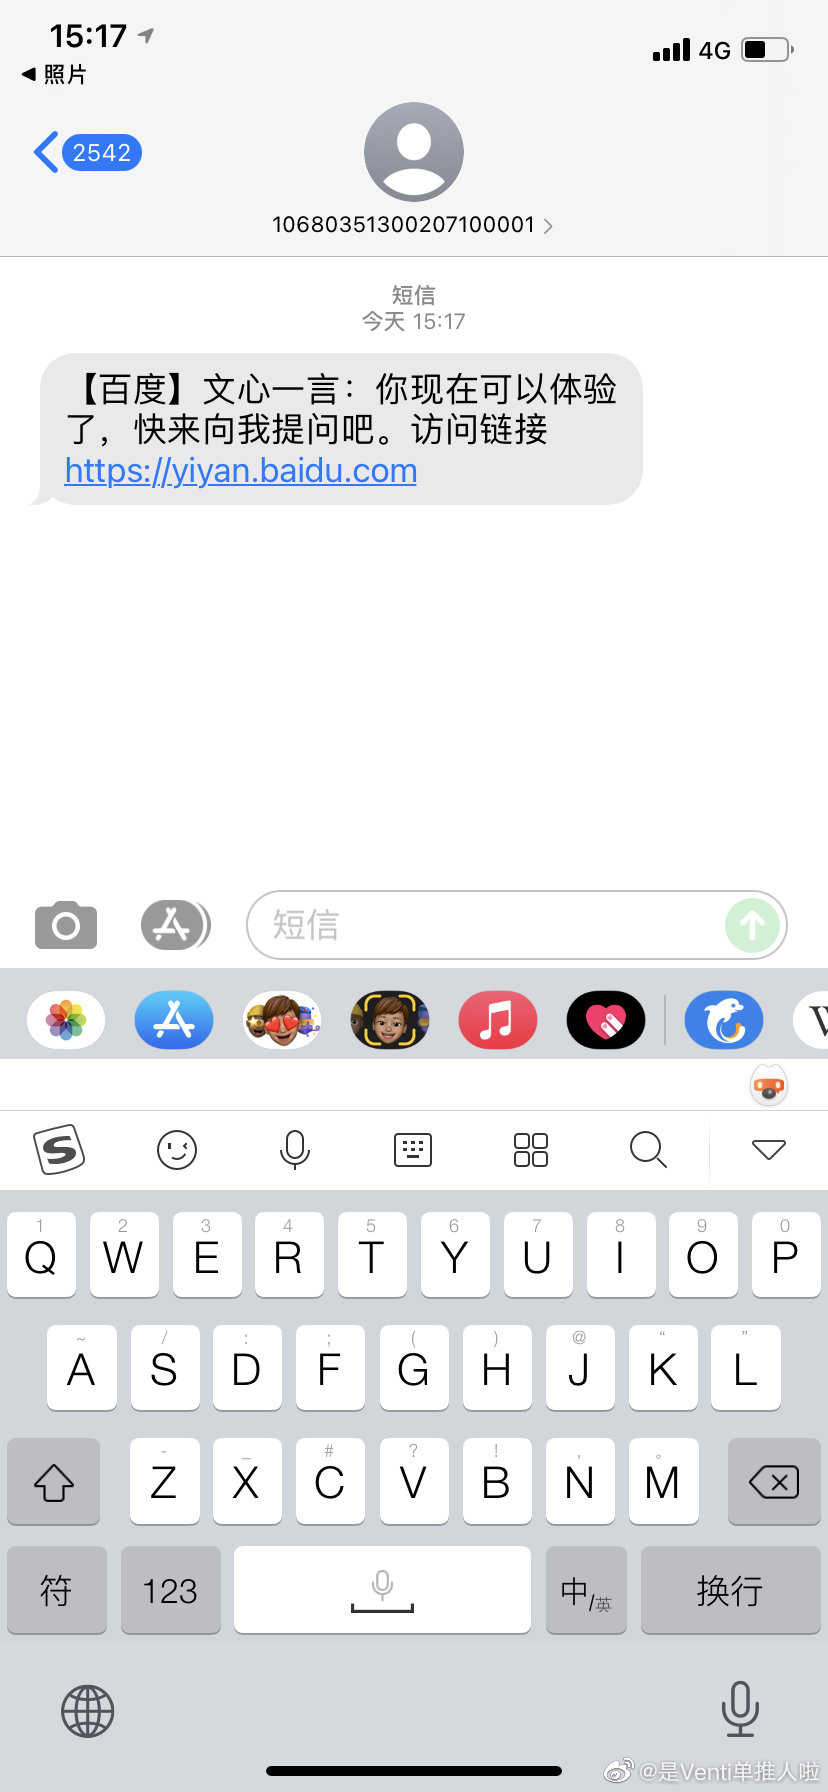 15:17
4G
◀ 照片
2542
10680351300207100001
短信
今天 15:17
【百度】文心一言：你现在可以体验
了，快来向我提问吧。访问链接
https://yiyan.baidu.com
短信
W
S
1 2 3 4 5 6 7 8 9 0
Q W E R T Y U I O P
~ / : ; ( ) @ “ ”
A S D F G H J K L
- _ # ? ! , 。
Z X C V B N M
符 123 中/英 换行
@是Venti单推人啦